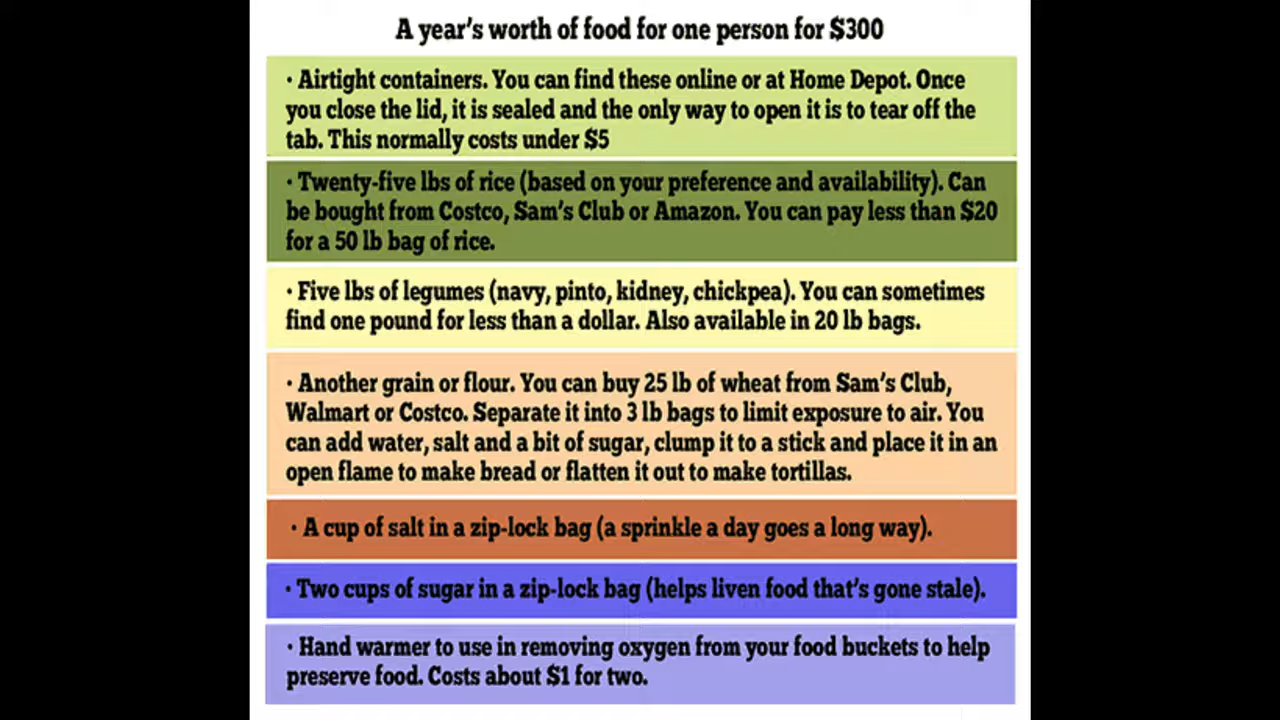 A year's worth of food for one person for $300
· Airtight containers. You can find these online or at Home Depot. Once
you close the lid, it is sealed and the only way to open it is to tear off the
tab. This normally costs under $5
· Twenty-five lbs of rice (based on your preference and availability). Can
be bought from Costco, Sam's Club or Amazon. You can pay less than $20
for a 50 lb bag of rice.
· Five lbs of legumes (navy, pinto, kidney, chickpea). You can sometimes
find one pound for less than a dollar. Also available in 20 lb bags.
· Another grain or flour. You can buy 25 lb of wheat from Sam's Club,
Walmart or Costco. Separate it into 3 lb bags to limit exposure to air. You
can add water, salt and a bit of sugar, clump it to a stick and place it in an
open flame to make bread or flatten it out to make tortillas.
· A cup of salt in a zip-lock bag (a sprinkle a day goes a long way).
· Two cups of sugar in a zip-lock bag (helps liven food that's gone stale).
· Hand warmer to use in removing oxygen from your food buckets to help
preserve food. Costs about $1 for two.